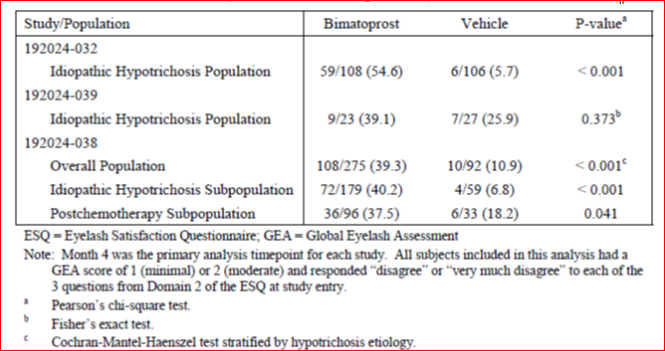 Study/Population Bimatoprost Vehicle P-valueᵃ
192024-032
Idiopathic Hypotrichosis Population 59/108 (54.6) 6/106 (5.7) < 0.001
192024-039
Idiopathic Hypotrichosis Population 9/23 (39.1) 7/27 (25.9) 0.373ᵇ
192024-038
Overall Population 108/275 (39.3) 10/92 (10.9) < 0.001ᶜ
Idiopathic Hypotrichosis Subpopulation 72/179 (40.2) 4/59 (6.8) < 0.001
Postchemotherapy Subpopulation 36/96 (37.5) 6/33 (18.2) 0.041
ESQ = Eyelash Satisfaction Questionnaire; GEA = Global Eyelash Assessment
Note: Month 4 was the primary analysis timepoint for each study. All subjects included in this analysis had a
GEA score of 1 (minimal) or 2 (moderate) and responded “disagree” or “very much disagree” to each of the
3 questions from Domain 2 of the ESQ at study entry.
ᵃ Pearson’s chi-square test.
ᵇ Fisher’s exact test.
ᶜ Cochran-Mantel-Haenszel test stratified by hypotrichosis etiology.